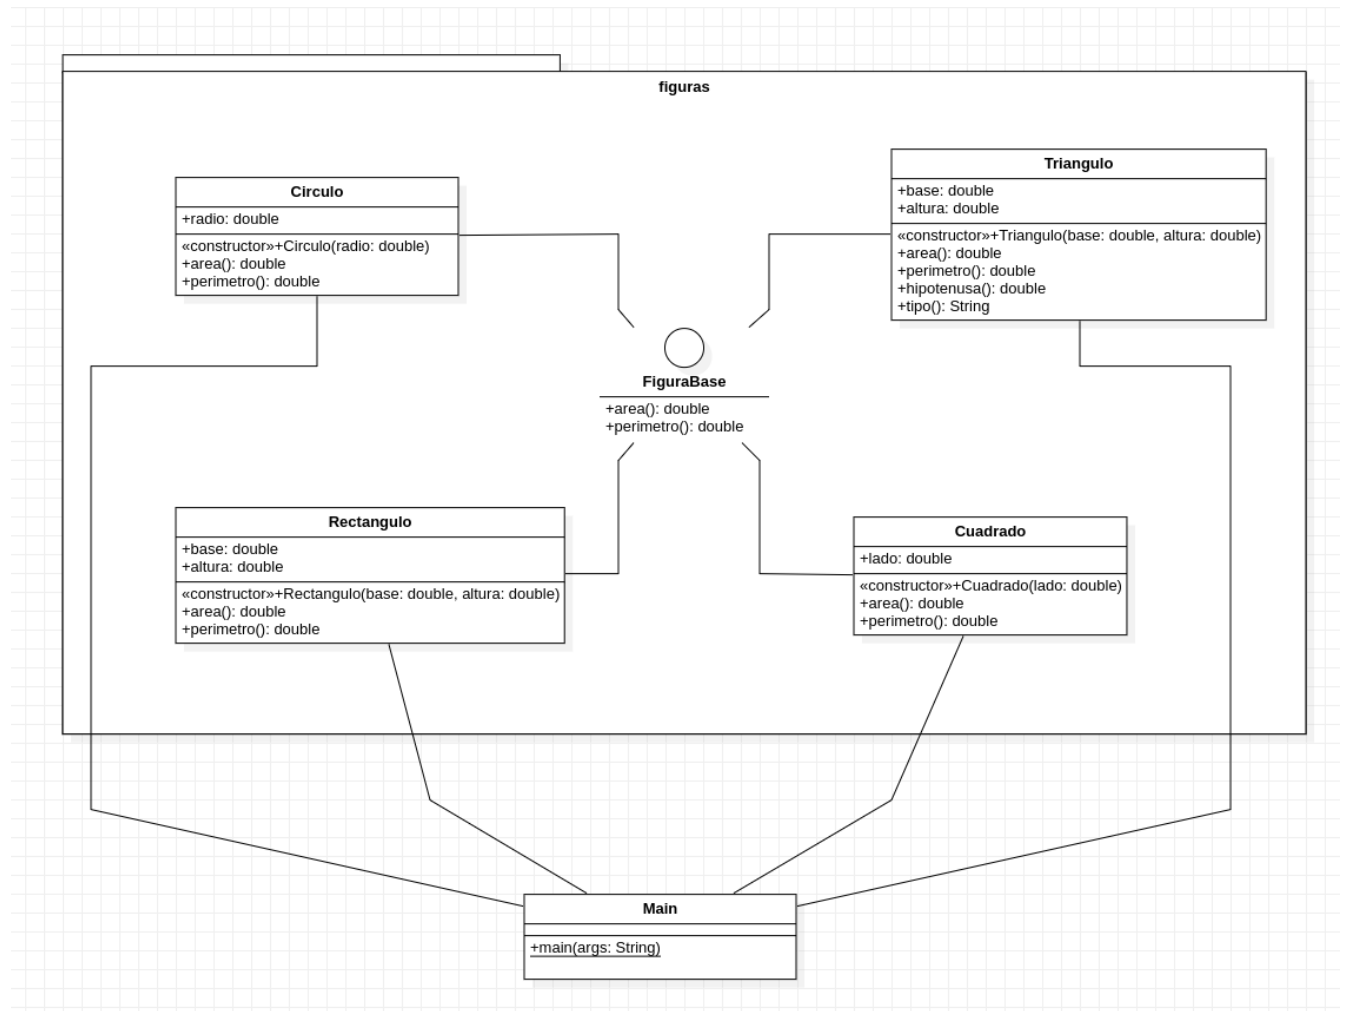 figuras
Circulo
+radio: double
«constructor»+Circulo(radio: double)
+area(): double
+perimetro(): double
Triangulo
+base: double
+altura: double
«constructor»+Triangulo(base: double, altura: double)
+area(): double
+perimetro(): double
+hipotenusa(): double
+tipo(): String
FiguraBase
+area(): double
+perimetro(): double
Rectangulo
+base: double
+altura: double
«constructor»+Rectangulo(base: double, altura: double)
+area(): double
+perimetro(): double
Cuadrado
+lado: double
«constructor»+Cuadrado(lado: double)
+area(): double
+perimetro(): double
Main
+main(args: String)